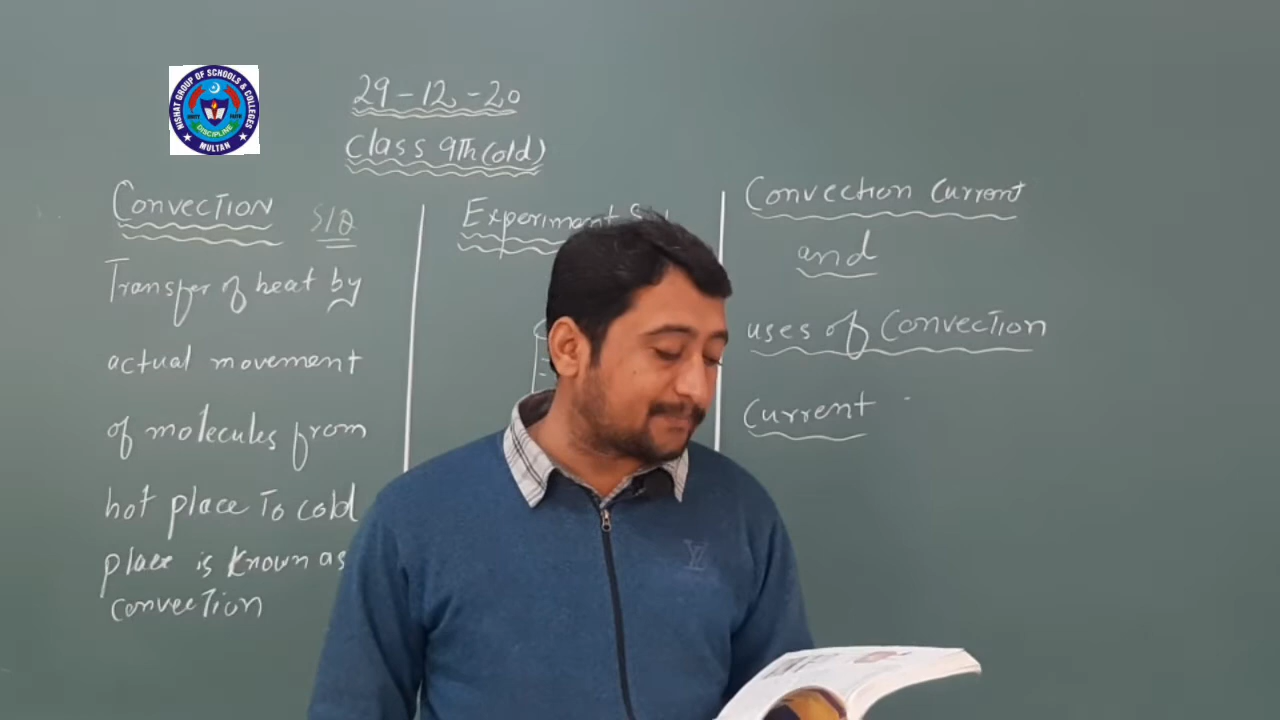 NISHAT GROUP OF SCHOOLS & COLLEGES
UNITY
FAITH
DISCIPLINE
MULTAN
29-12-20
Class 9Th (old)
Convection S/Q
Transfer of heat by
actual movement
of molecules from
hot place To cold
place is known as
convection
Experiment
Convection Current
and
uses of Convection
Current